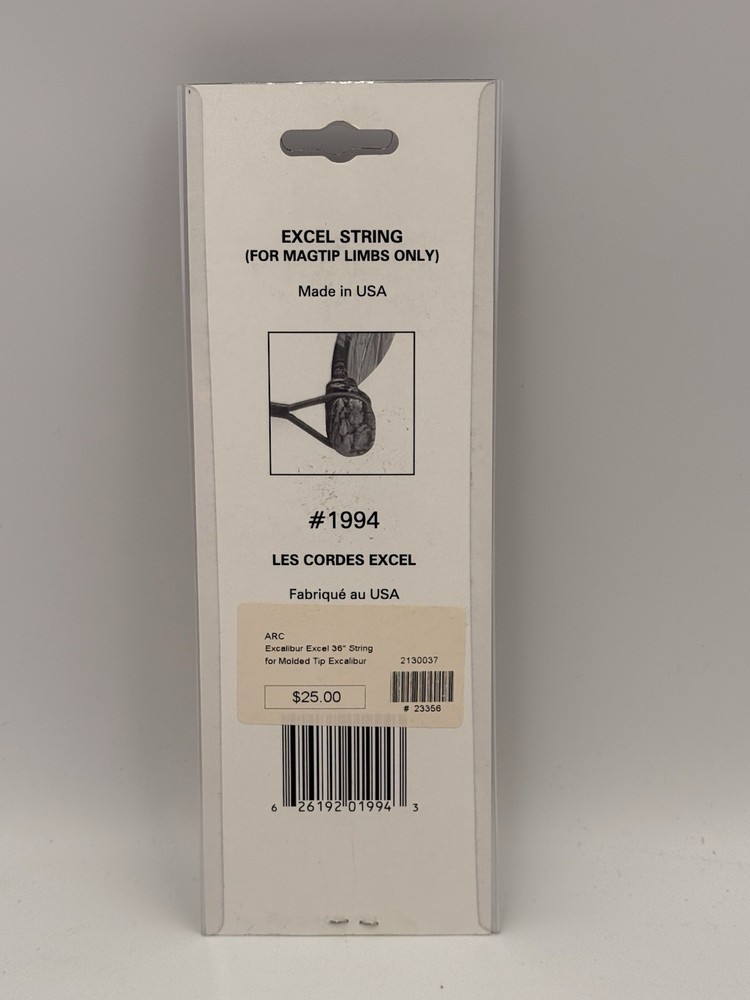 EXCEL STRING
(FOR MAGTIP LIMBS ONLY)
Made in USA
#1994
LES CORDES EXCEL
Fabriqué au USA
ARC
Excalibur Excel 36" String
for Molded Tip Excalibur
2130037
$25.00
# 23356
6 26192 01994 3